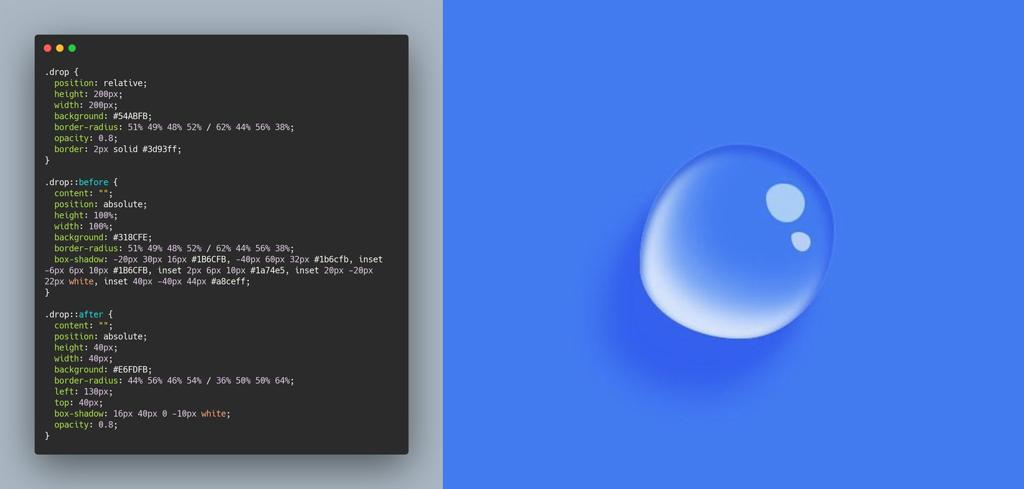 .drop {
  position: relative;
  height: 200px;
  width: 200px;
  background: #54ABFB;
  border-radius: 51% 49% 48% 52% / 62% 44% 56% 38%;
  opacity: 0.8;
  border: 2px solid #3d93ff;
}

.drop::before {
  content: "";
  position: absolute;
  height: 100%;
  width: 100%;
  background: #318CFE;
  border-radius: 51% 49% 48% 52% / 62% 44% 56% 38%;
  box-shadow: -20px 30px 16px #1B6CFB, -40px 60px 32px #1b6cfb, inset
-6px 6px 10px #1B6CFB, inset 2px 6px 10px #1a74e5, inset 20px -20px
22px white, inset 40px -40px 44px #a8ceff;
}

.drop::after {
  content: "";
  position: absolute;
  height: 40px;
  width: 40px;
  background: #E6FDFB;
  border-radius: 44% 56% 46% 54% / 36% 50% 50% 64%;
  left: 130px;
  top: 40px;
  box-shadow: 16px 40px 0 -10px white;
  opacity: 0.8;
}